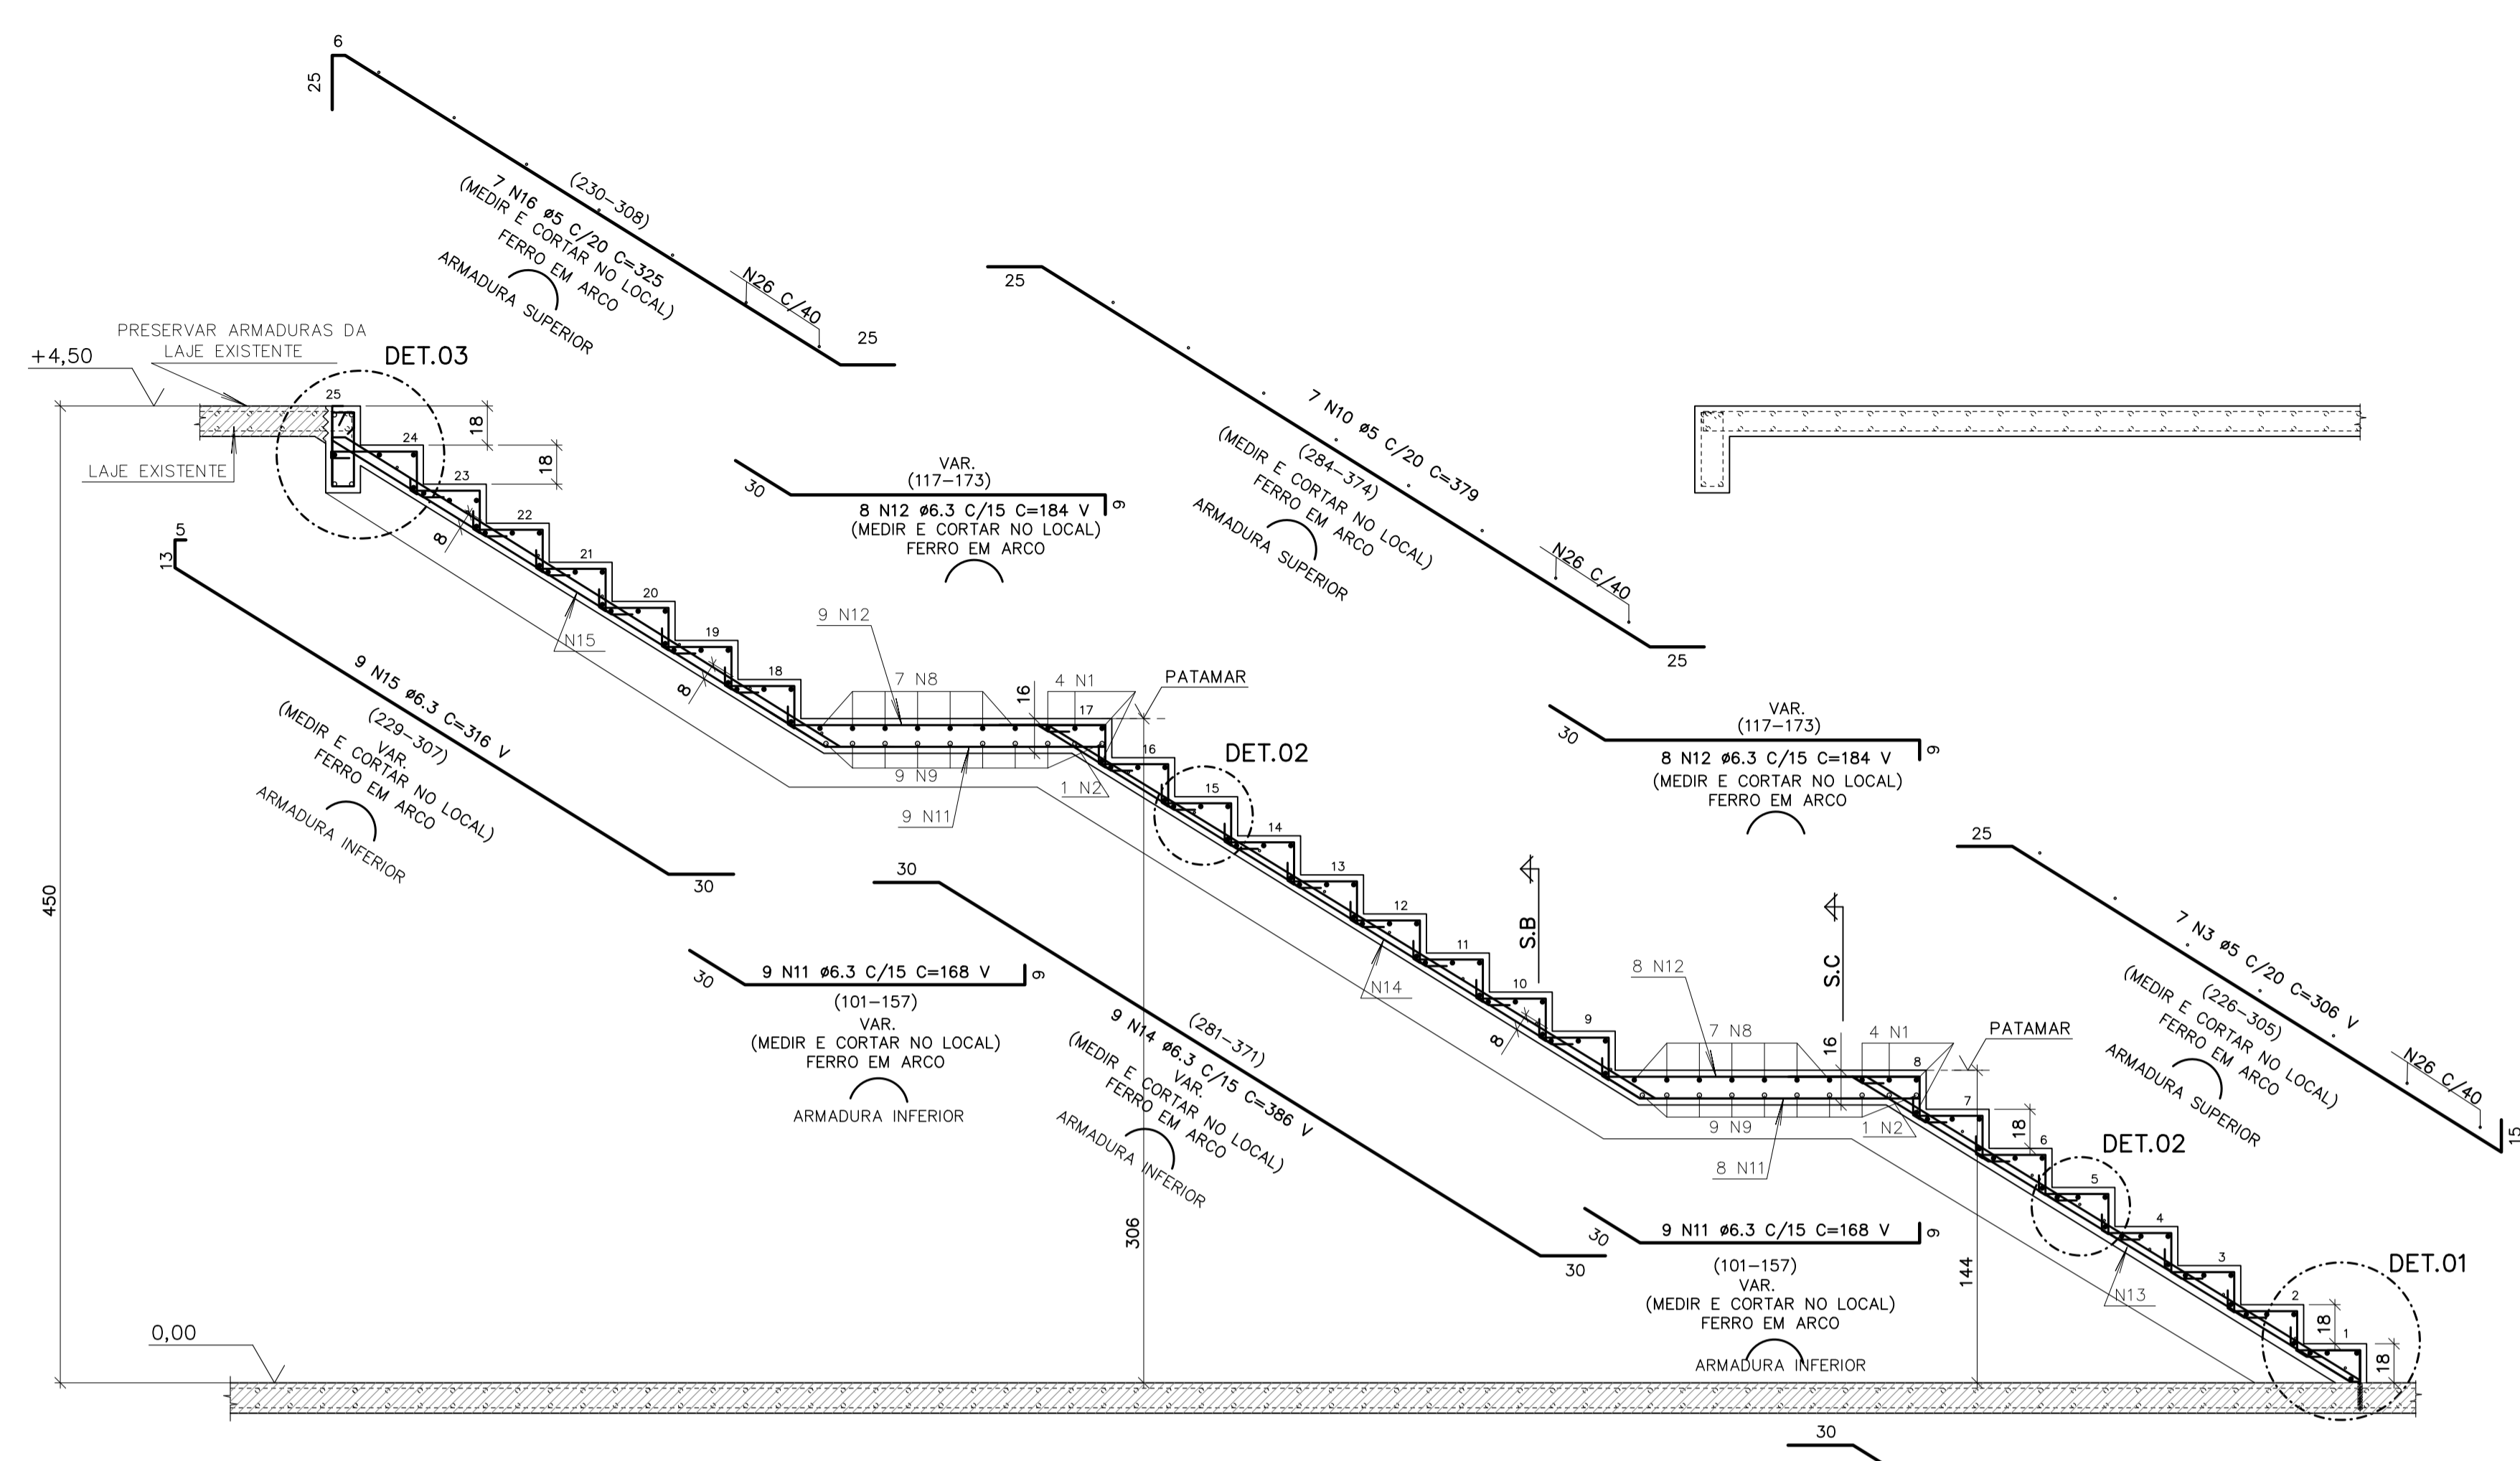 6
25
(230-308)
7 N16 ø5 C/20 C=325
(MEDIR E CORTAR NO LOCAL)
FERRO EM ARCO
ARMADURA SUPERIOR
N26 C/40
25
25
7 N10 ø5 C/20 C=379
(284-374)
(MEDIR E CORTAR NO LOCAL)
FERRO EM ARCO
ARMADURA SUPERIOR
N26 C/40
25
PRESERVAR ARMADURAS DA
LAJE EXISTENTE
+4,50
DET.03
LAJE EXISTENTE
25
24
23
22
21
20
19
18
17
16
15
14
13
12
11
10
9
8
7
6
5
4
3
2
1
18
18
8
8
VAR.
(117-173)
30
9
8 N12 ø6.3 C/15 C=184 V
(MEDIR E CORTAR NO LOCAL)
FERRO EM ARCO
5
13
9 N15 ø6.3 C=316 V
(229-307)
VAR.
(MEDIR E CORTAR NO LOCAL)
FERRO EM ARCO
ARMADURA INFERIOR
30
N15
9 N12
7 N8
16
4 N1
PATAMAR
9 N9
9 N11
1 N2
DET.02
VAR.
(117-173)
30
9
8 N12 ø6.3 C/15 C=184 V
(MEDIR E CORTAR NO LOCAL)
FERRO EM ARCO
25
7 N3 ø5 C/20 C=306 V
(226-305)
(MEDIR E CORTAR NO LOCAL)
FERRO EM ARCO
ARMADURA SUPERIOR
N26 C/40
15
450
30
9 N11 ø6.3 C/15 C=168 V
9
(101-157)
VAR.
(MEDIR E CORTAR NO LOCAL)
FERRO EM ARCO
ARMADURA INFERIOR
30
(281-371)
9 N14 ø6.3 C/15 C=386 V
VAR.
(MEDIR E CORTAR NO LOCAL)
FERRO EM ARCO
ARMADURA INFERIOR
30
N14
S.B
S.C
8
8 N12
7 N8
16
4 N1
PATAMAR
9 N9
8 N11
1 N2
18
DET.02
306
144
30
9 N11 ø6.3 C/15 C=168 V
9
(101-157)
VAR.
(MEDIR E CORTAR NO LOCAL)
FERRO EM ARCO
ARMADURA INFERIOR
N13
DET.01
18
18
0,00
30